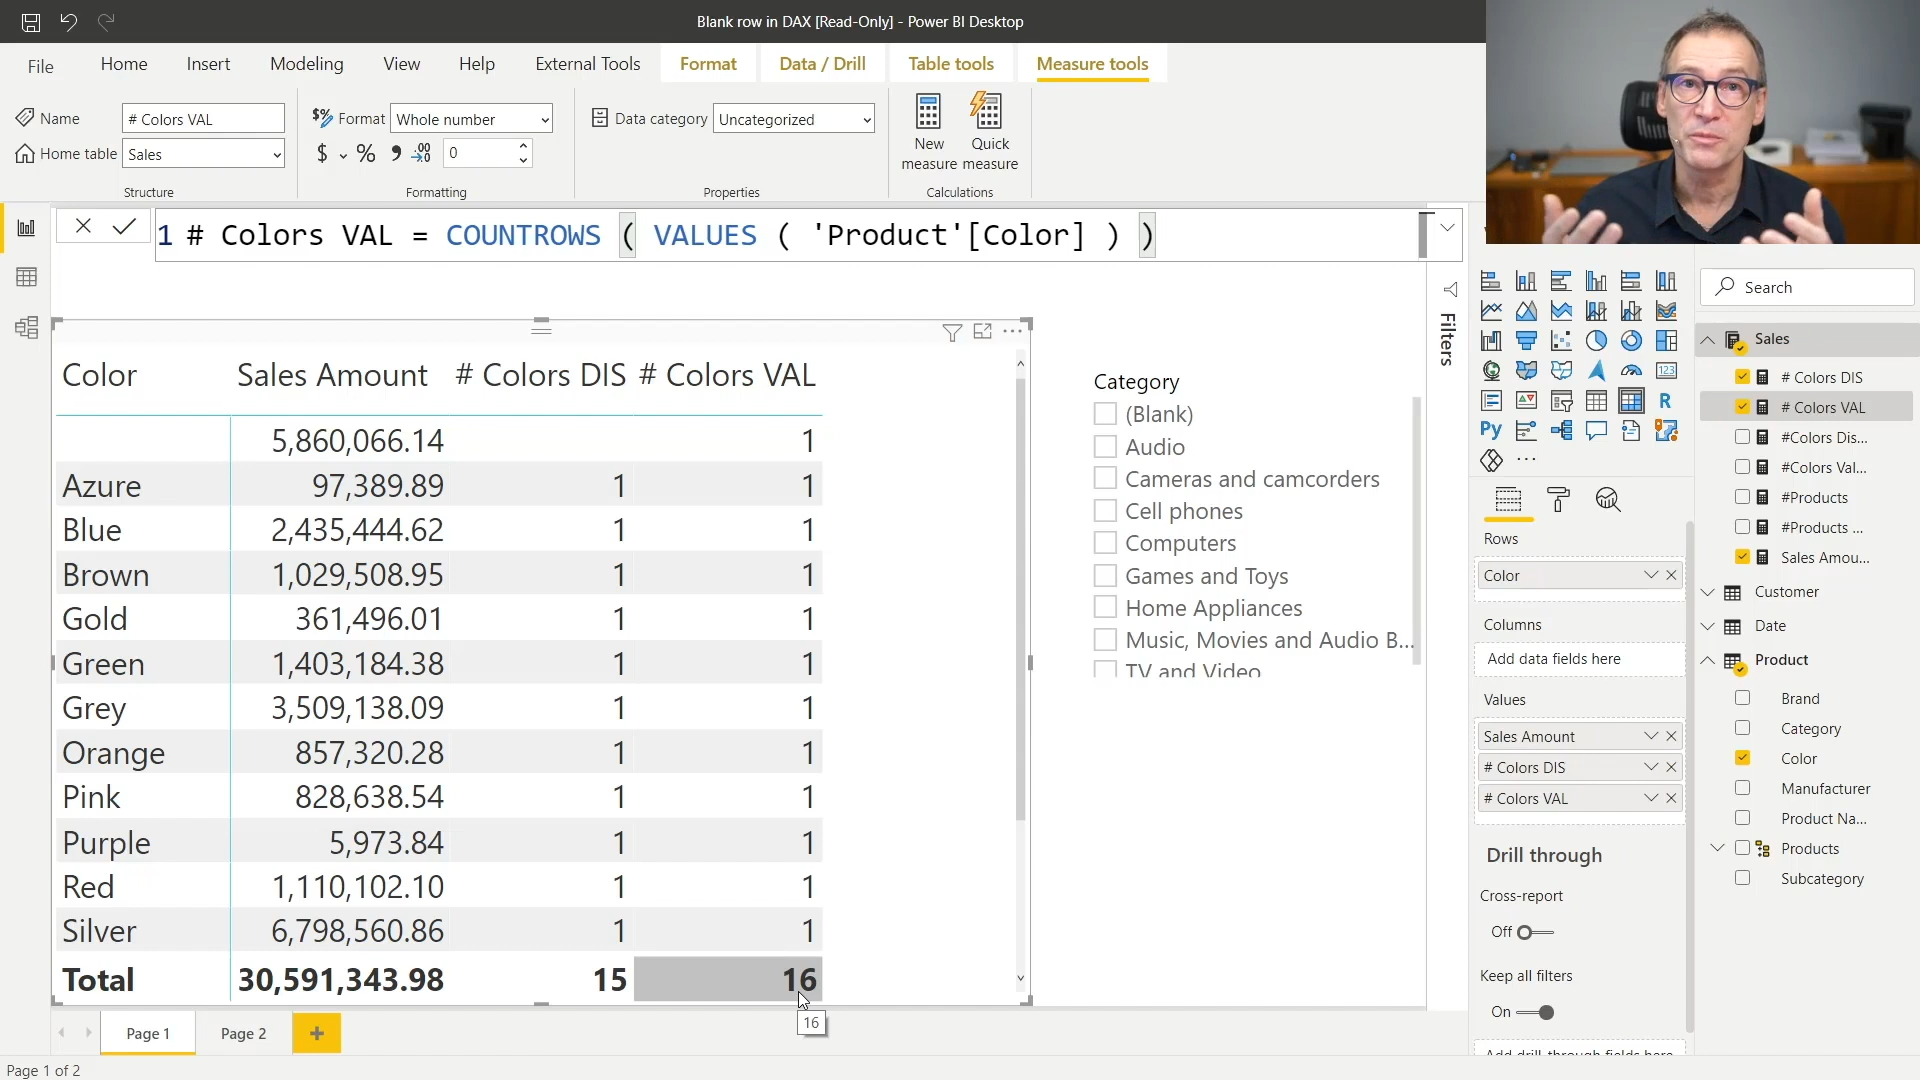 Blank row in DAX [Read-Only] - Power BI Desktop
File Home Insert Modeling View Help External Tools Format Data / Drill Table tools Measure tools
Name # Colors VAL
Home table Sales
Structure
Format Whole number
$ % 0
Formatting
Data category Uncategorized
Properties
New measure
Quick measure
Calculations
1 # Colors VAL = COUNTROWS ( VALUES ( 'Product'[Color] ) )
Color Sales Amount # Colors DIS # Colors VAL
5,860,066.14 1
Azure 97,389.89 1 1
Blue 2,435,444.62 1 1
Brown 1,029,508.95 1 1
Gold 361,496.01 1 1
Green 1,403,184.38 1 1
Grey 3,509,138.09 1 1
Orange 857,320.28 1 1
Pink 828,638.54 1 1
Purple 5,973.84 1 1
Red 1,110,102.10 1 1
Silver 6,798,560.86 1 1
Total 30,591,343.98 15 16
16
Category
(Blank)
Audio
Cameras and camcorders
Cell phones
Computers
Games and Toys
Home Appliances
Music, Movies and Audio B...
TV and Video
Filters
123
R
Py
Rows
Color
Columns
Add data fields here
Values
Sales Amount
# Colors DIS
# Colors VAL
Drill through
Cross-report
Off
Keep all filters
On
Add drill-through fields here
Search
Sales
# Colors DIS
# Colors VAL
#Colors Dis...
#Colors Val...
#Products
#Products ...
Sales Amou...
Customer
Date
Product
Brand
Category
Color
Manufacturer
Product Na...
Products
Subcategory
Page 1 Page 2 +
Page 1 of 2